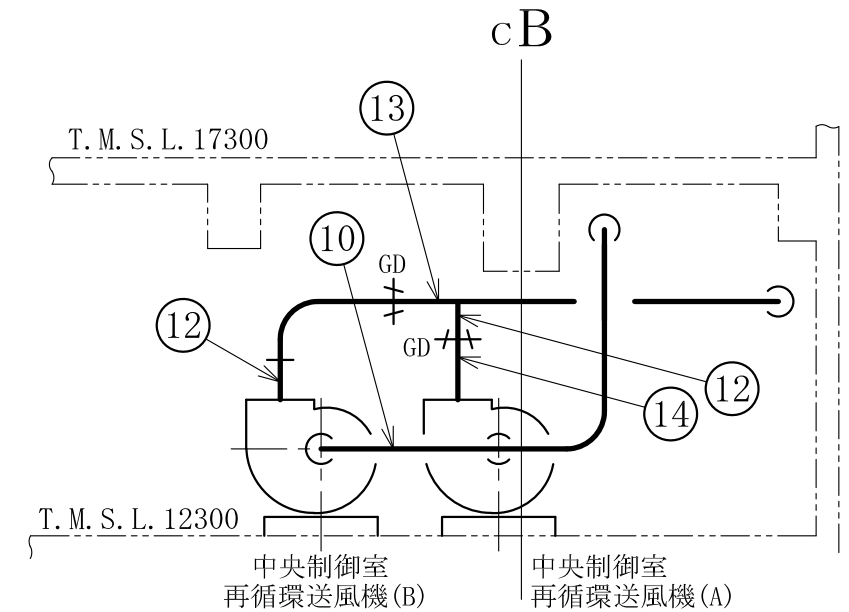 cB
13
T.M.S.L.17300
10
GD
12
GD
12
14
T.M.S.L.12300
中央制御室
再循環送風機(B)
中央制御室
再循環送風機(A)